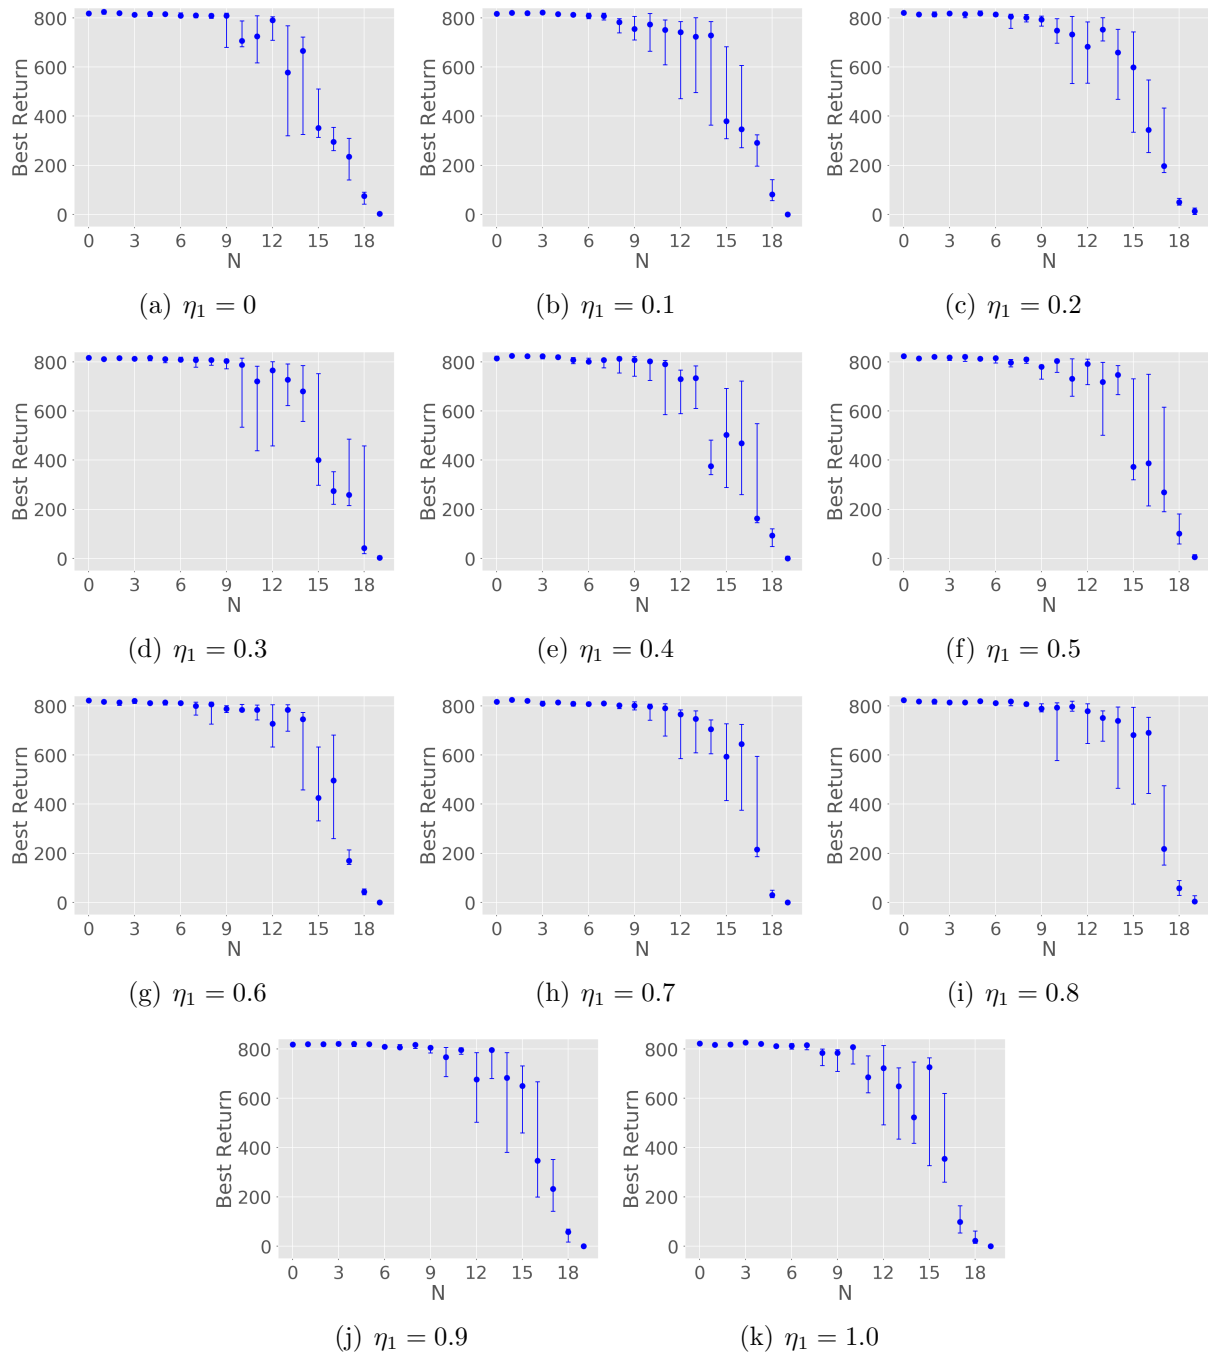 800
600
400
200
0
Best Return
0 3 6 9 12 15 18
N
(a) η₁ = 0
800
600
400
200
0
Best Return
0 3 6 9 12 15 18
N
(b) η₁ = 0.1
800
600
400
200
0
Best Return
0 3 6 9 12 15 18
N
(c) η₁ = 0.2
800
600
400
200
0
Best Return
0 3 6 9 12 15 18
N
(d) η₁ = 0.3
800
600
400
200
0
Best Return
0 3 6 9 12 15 18
N
(e) η₁ = 0.4
800
600
400
200
0
Best Return
0 3 6 9 12 15 18
N
(f) η₁ = 0.5
800
600
400
200
0
Best Return
0 3 6 9 12 15 18
N
(g) η₁ = 0.6
800
600
400
200
0
Best Return
0 3 6 9 12 15 18
N
(h) η₁ = 0.7
800
600
400
200
0
Best Return
0 3 6 9 12 15 18
N
(i) η₁ = 0.8
800
600
400
200
0
Best Return
0 3 6 9 12 15 18
N
(j) η₁ = 0.9
800
600
400
200
0
Best Return
0 3 6 9 12 15 18
N
(k) η₁ = 1.0